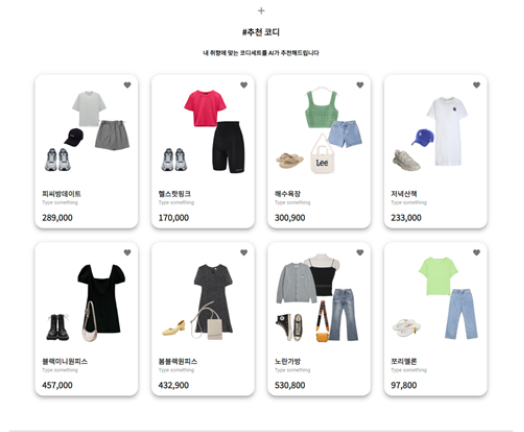 +
#추천 코디
내 취향에 맞는 코디세트를 AI가 추천해드립니다
피씨방데이트
Type something
289,000
헬스핫핑크
Type something
170,000
Lee
해수욕장
Type something
300,900
저녁산책
Type something
233,000
블랙미니원피스
Type something
457,000
봄블랙원피스
Type something
432,900
노란가방
Type something
530,800
쪼리멜론
Type something
97,800